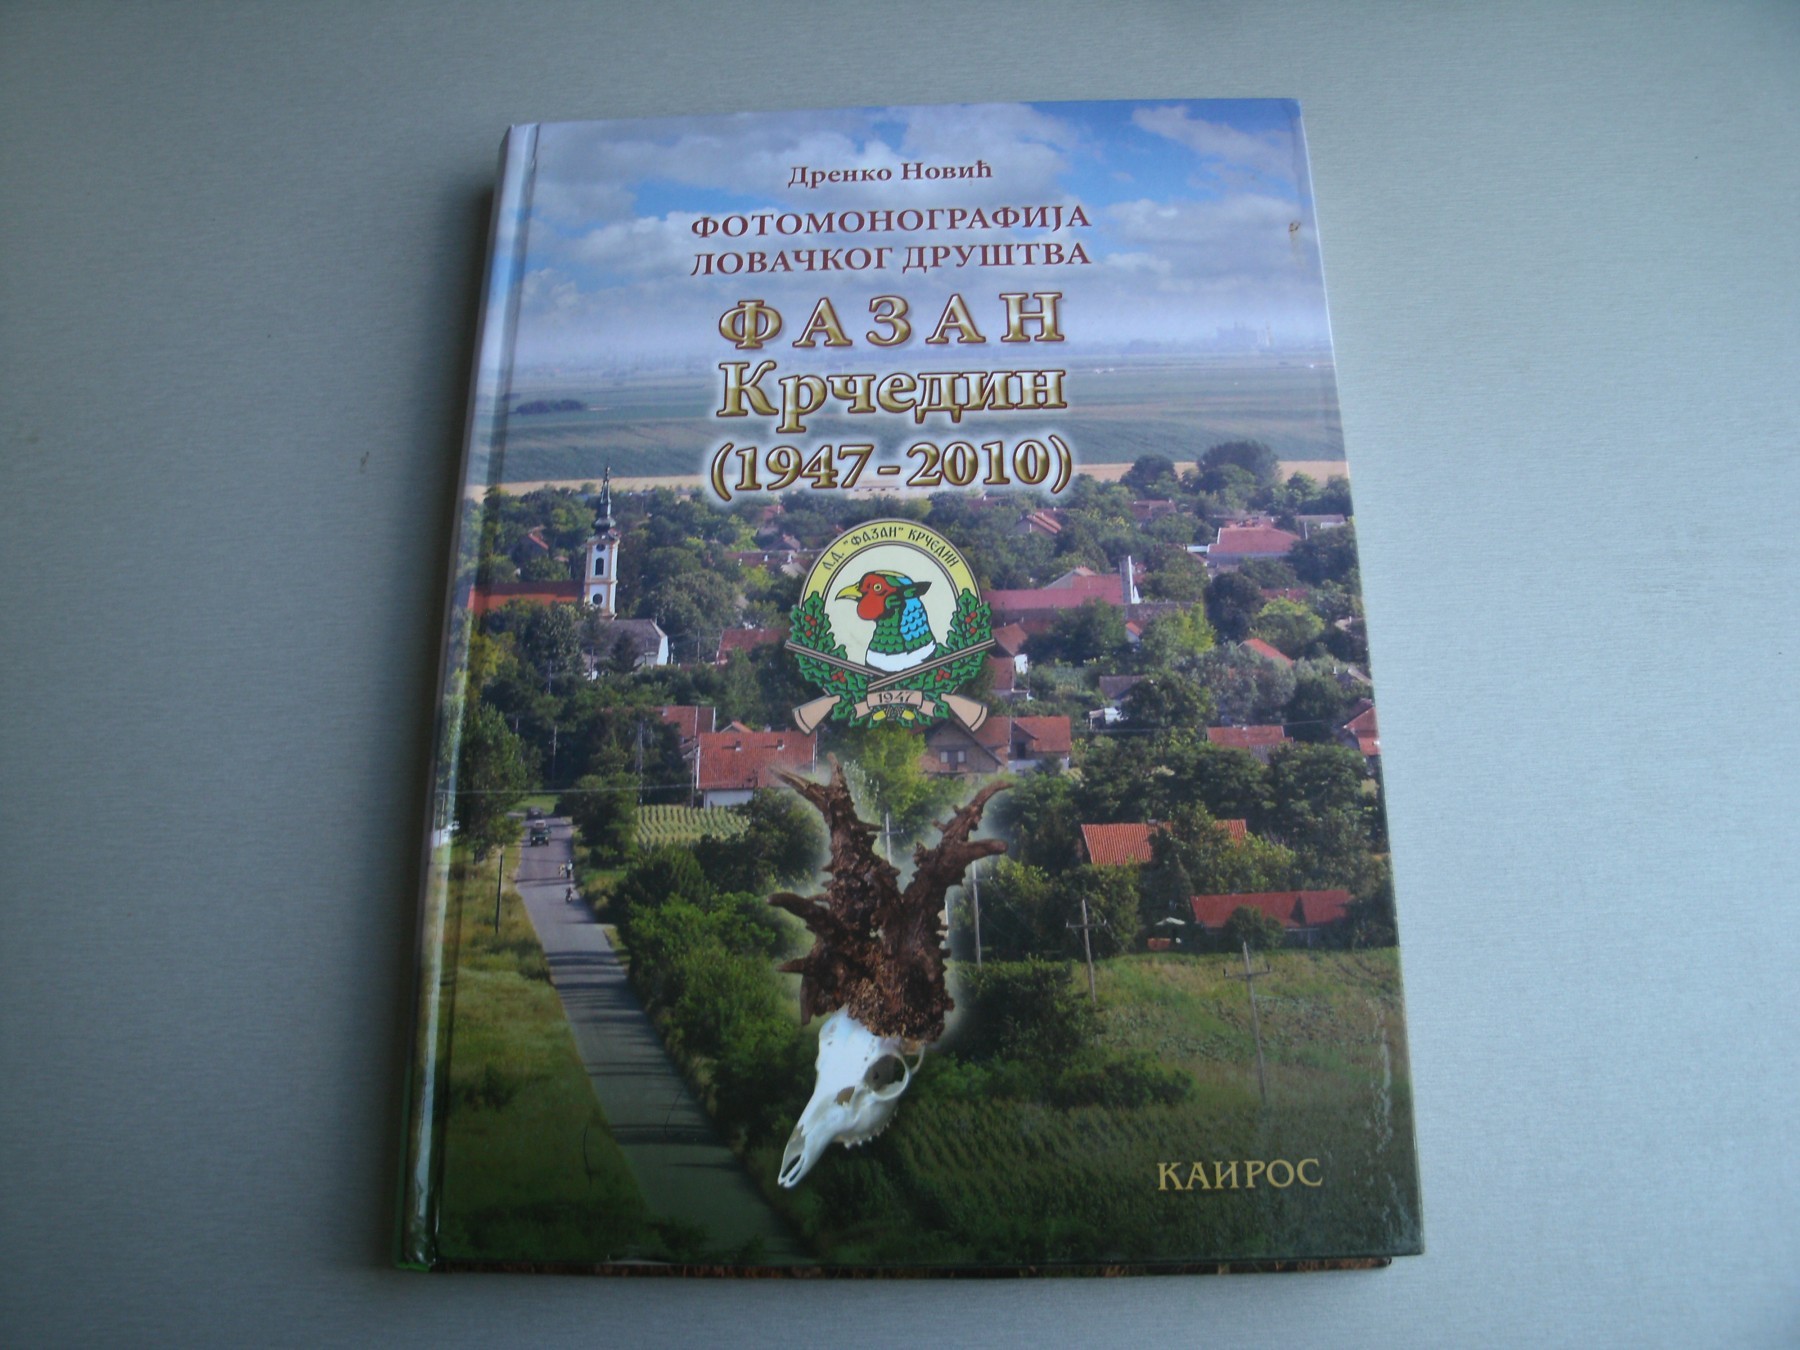 Дренко Новић
ФОТОМОНОГРАФИЈА
ЛОВАЧКОГ ДРУШТВА
ФАЗАН
Крчедин
(1947-2010)
Л.Д. "ФАЗАН" КРЧЕДИН
1947
КАИРОС